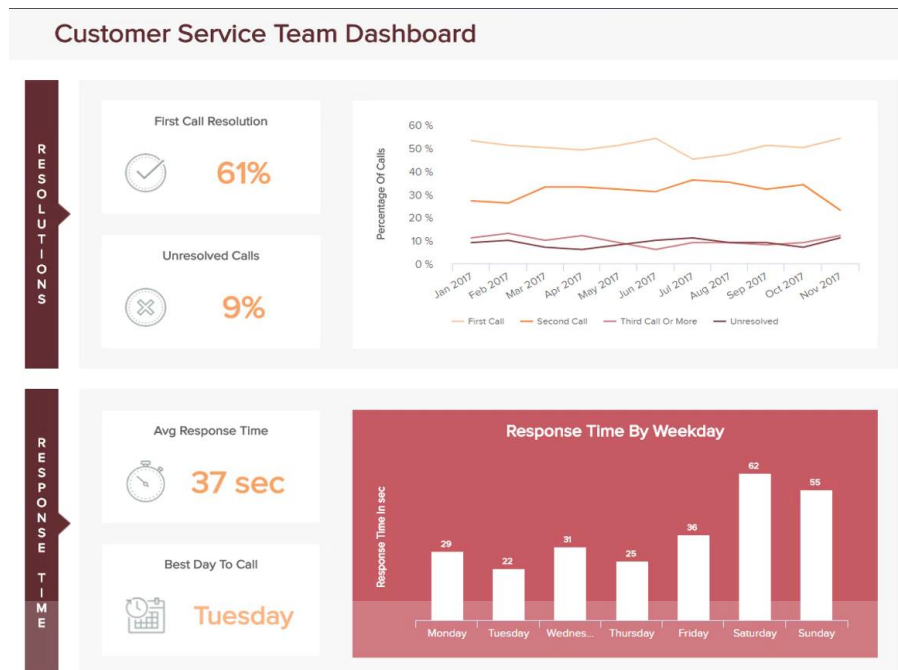 Customer Service Team Dashboard
RESOLUTIONS
First Call Resolution
61%
Unresolved Calls
9%
Percentage Of Calls
60 %
50 %
40 %
30 %
20 %
10 %
0 %
Jan 2017 Feb 2017 Mar 2017 Apr 2017 May 2017 Jun 2017 Jul 2017 Aug 2017 Sep 2017 Oct 2017 Nov 2017
First Call Second Call Third Call Or More Unresolved
RESPONSE TIME
Avg Response Time
37 sec
Best Day To Call
Tuesday
Response Time By Weekday
Response Time in sec
29 22 31 25 36 62 55
Monday Tuesday Wednes... Thursday Friday Saturday Sunday